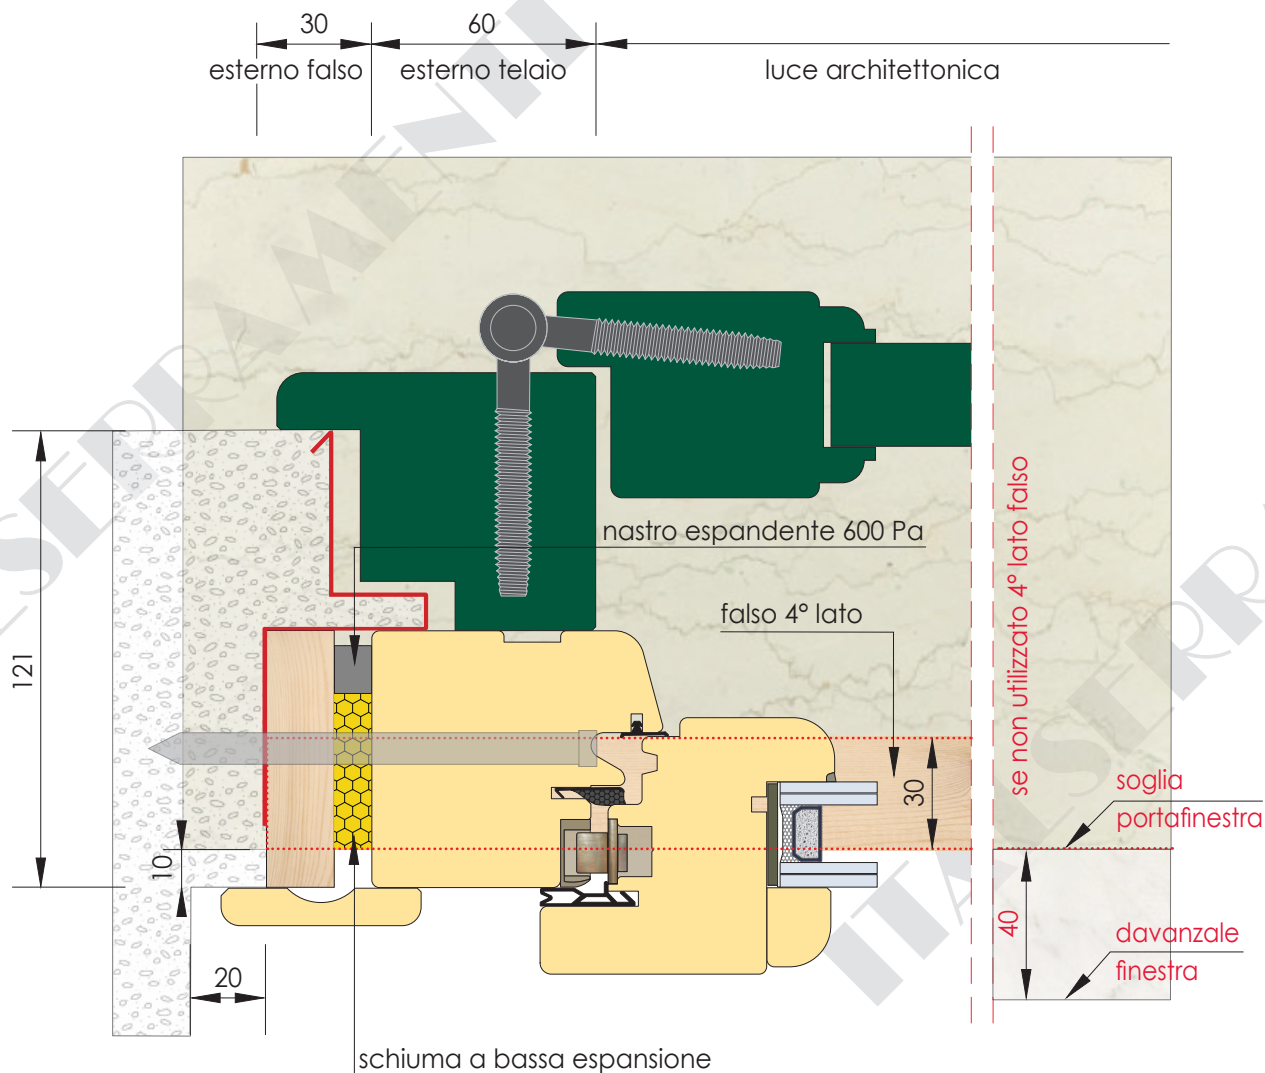 30
60
esterno falso
esterno telaio
luce architettonica
nastro espandente 600 Pa
falso 4° lato
se non utilizzato 4° lato falso
121
30
soglia
portafinestra
10
40
davanzale
finestra
20
schiuma a bassa espansione